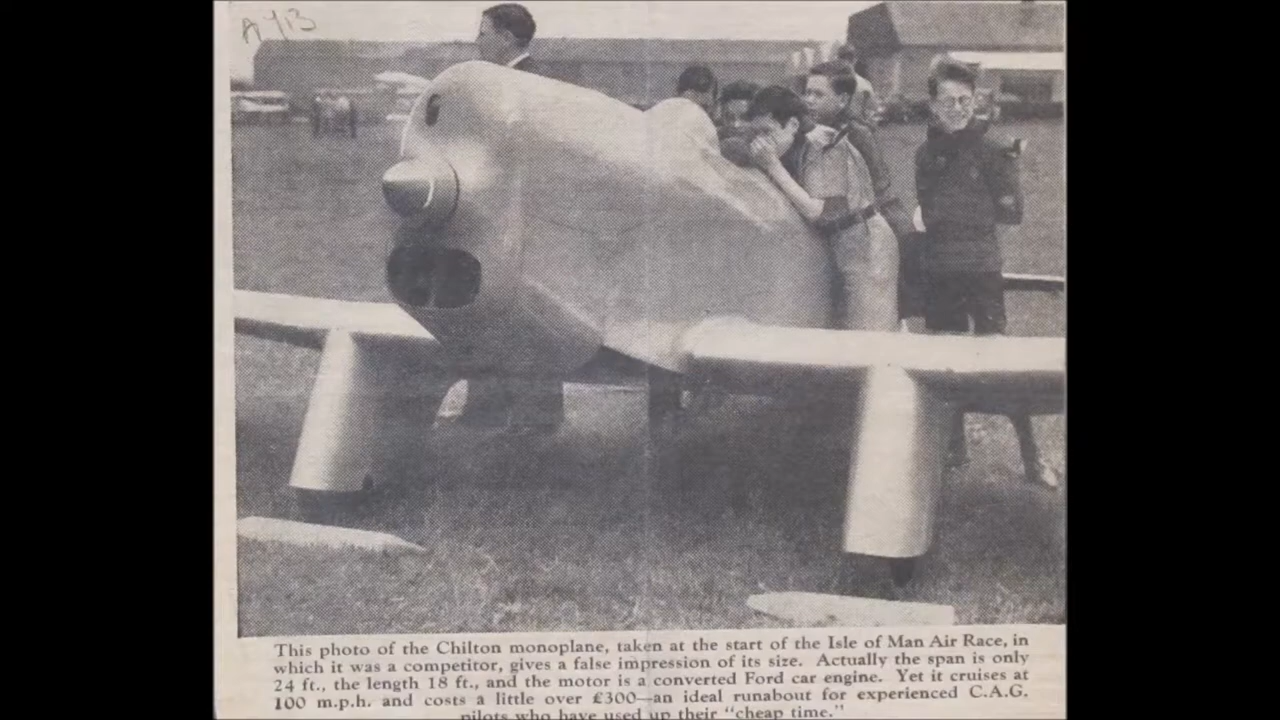 A 713
This photo of the Chilton monoplane, taken at the start of the Isle of Man Air Race, in
which it was a competitor, gives a false impression of its size. Actually the span is only
24 ft., the length 18 ft., and the motor is a converted Ford car engine. Yet it cruises at
100 m.p.h. and costs a little over £300—an ideal runabout for experienced C.A.G.
pilots who have used up their "cheap time."